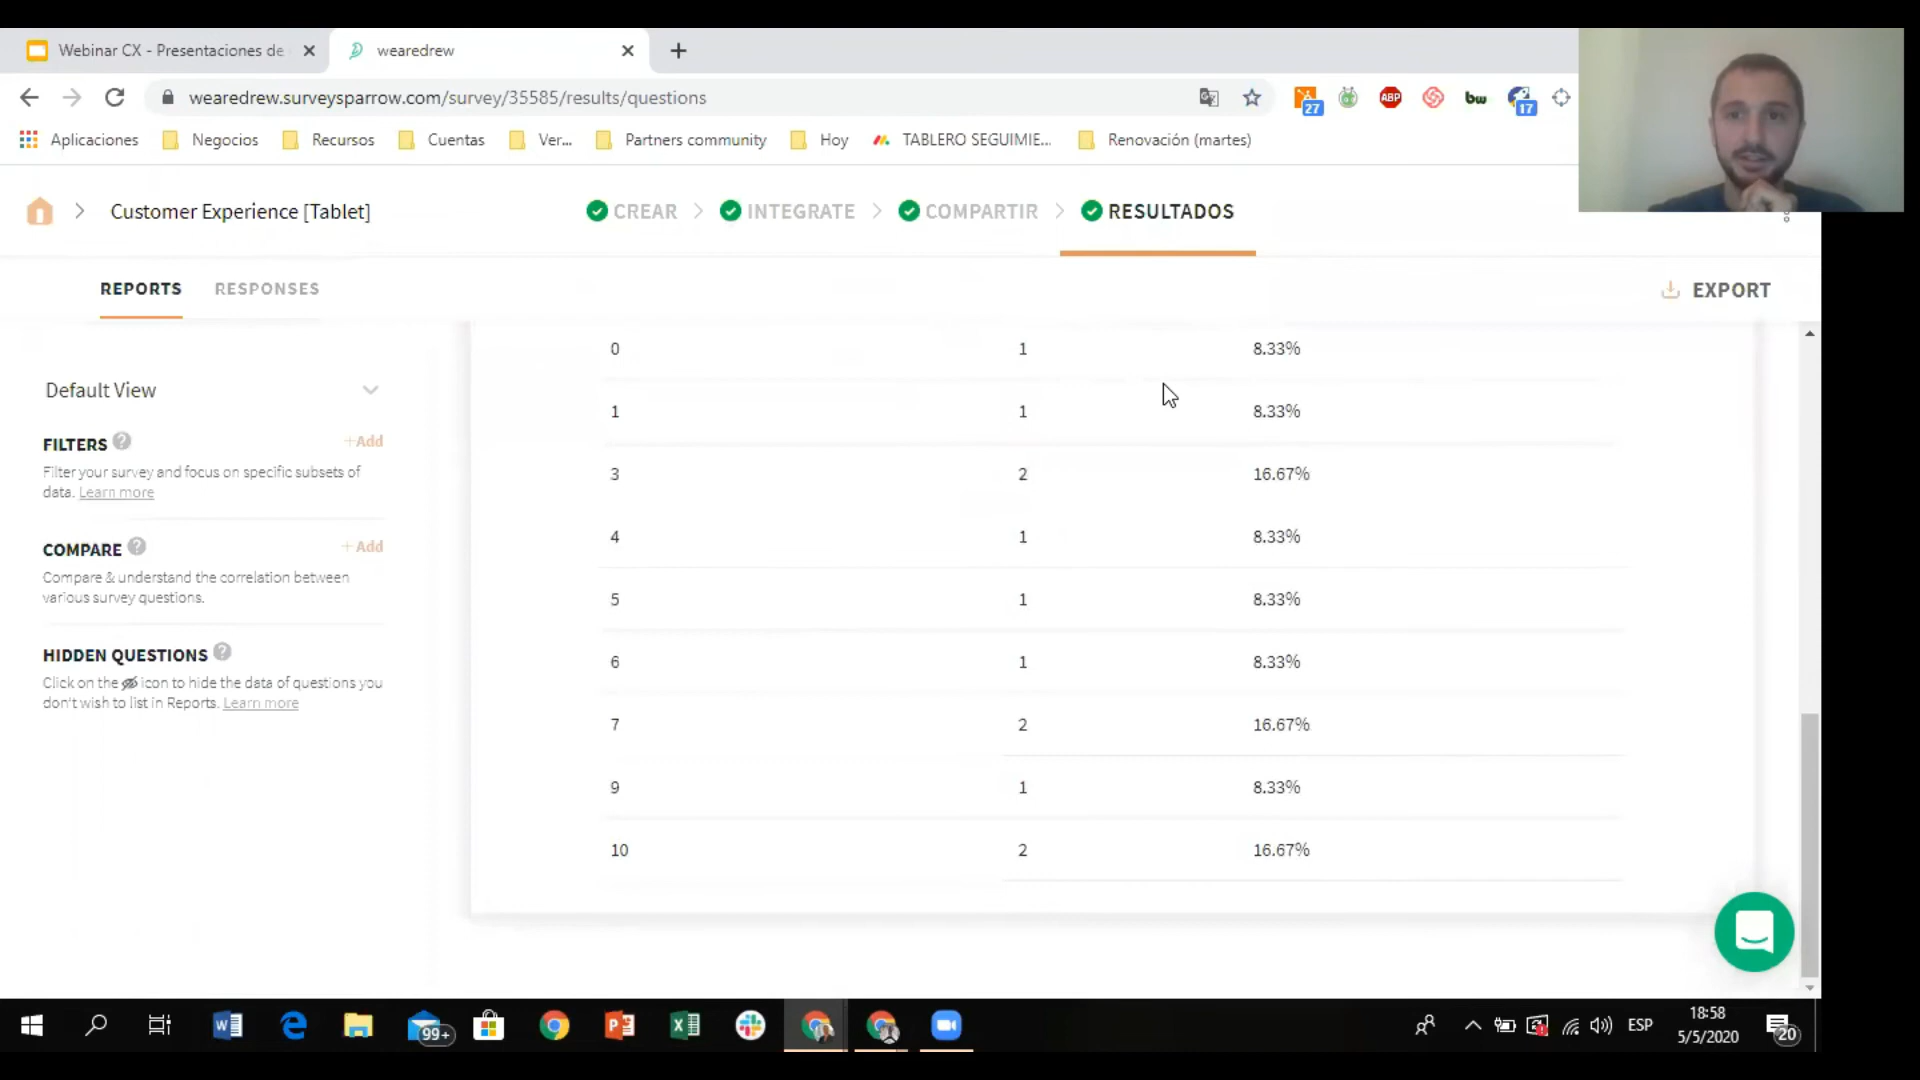 Webinar CX - Presentaciones de
wearedrew
wearedrew.surveysparrow.com/survey/35585/results/questions
27
ABP
bw
17
Aplicaciones
Negocios
Recursos
Cuentas
Ver...
Partners community
Hoy
TABLERO SEGUIMIE...
Renovación (martes)
Customer Experience [Tablet]
CREAR
INTEGRATE
COMPARTIR
RESULTADOS
REPORTS
RESPONSES
EXPORT
Default View
FILTERS
+Add
Filter your survey and focus on specific subsets of
data. Learn more
COMPARE
+Add
Compare & understand the correlation between
various survey questions.
HIDDEN QUESTIONS
Click on the icon to hide the data of questions you
don't wish to list in Reports. Learn more
0 1 8.33%
1 1 8.33%
3 2 16.67%
4 1 8.33%
5 1 8.33%
6 1 8.33%
7 2 16.67%
9 1 8.33%
10 2 16.67%
99+
ESP
18:58
5/5/2020
20